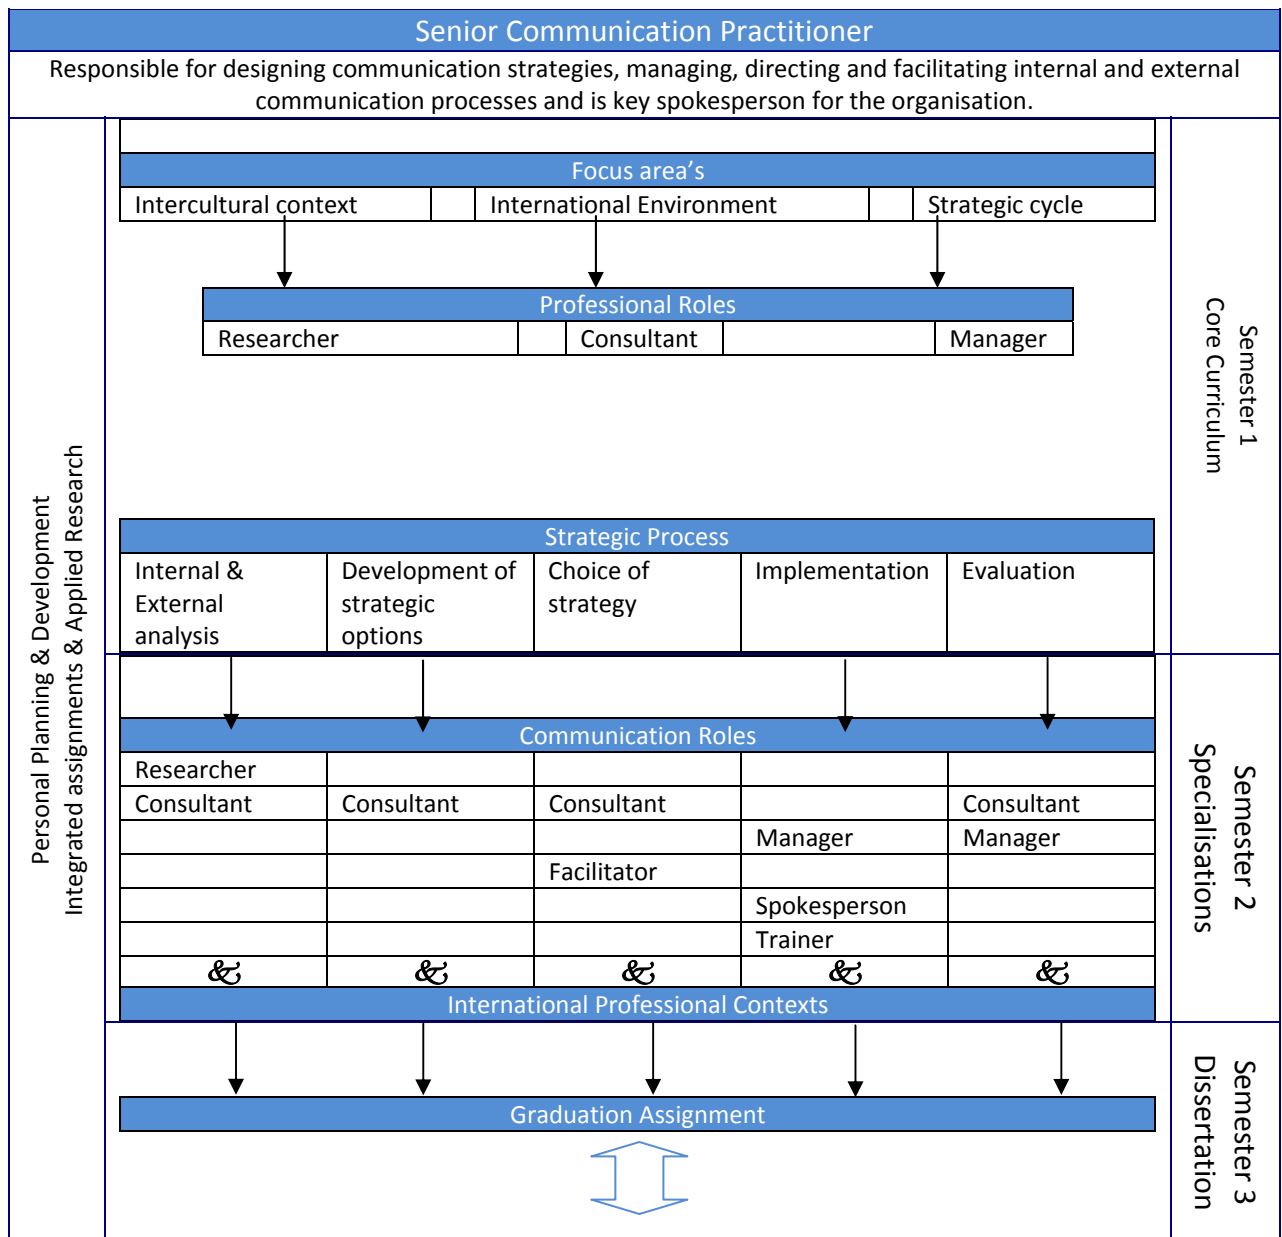 Senior Communication Practitioner
Responsible for designing communication strategies, managing, directing and facilitating internal and external
communication processes and is key spokesperson for the organisation.
Personal Planning & Development
Integrated assignments & Applied Research
Focus area's
Intercultural context International Environment Strategic cycle
Professional Roles
Researcher Consultant Manager
Semester 1
Core Curriculum
Strategic Process
Internal & Development of Choice of Implementation Evaluation
External strategic strategy
analysis options
Communication Roles
Researcher
Consultant Consultant Consultant Consultant
Manager Manager
Facilitator
Spokesperson
Trainer
& & & & &
International Professional Contexts
Semester 2
Specialisations
Graduation Assignment
Semester 3
Dissertation